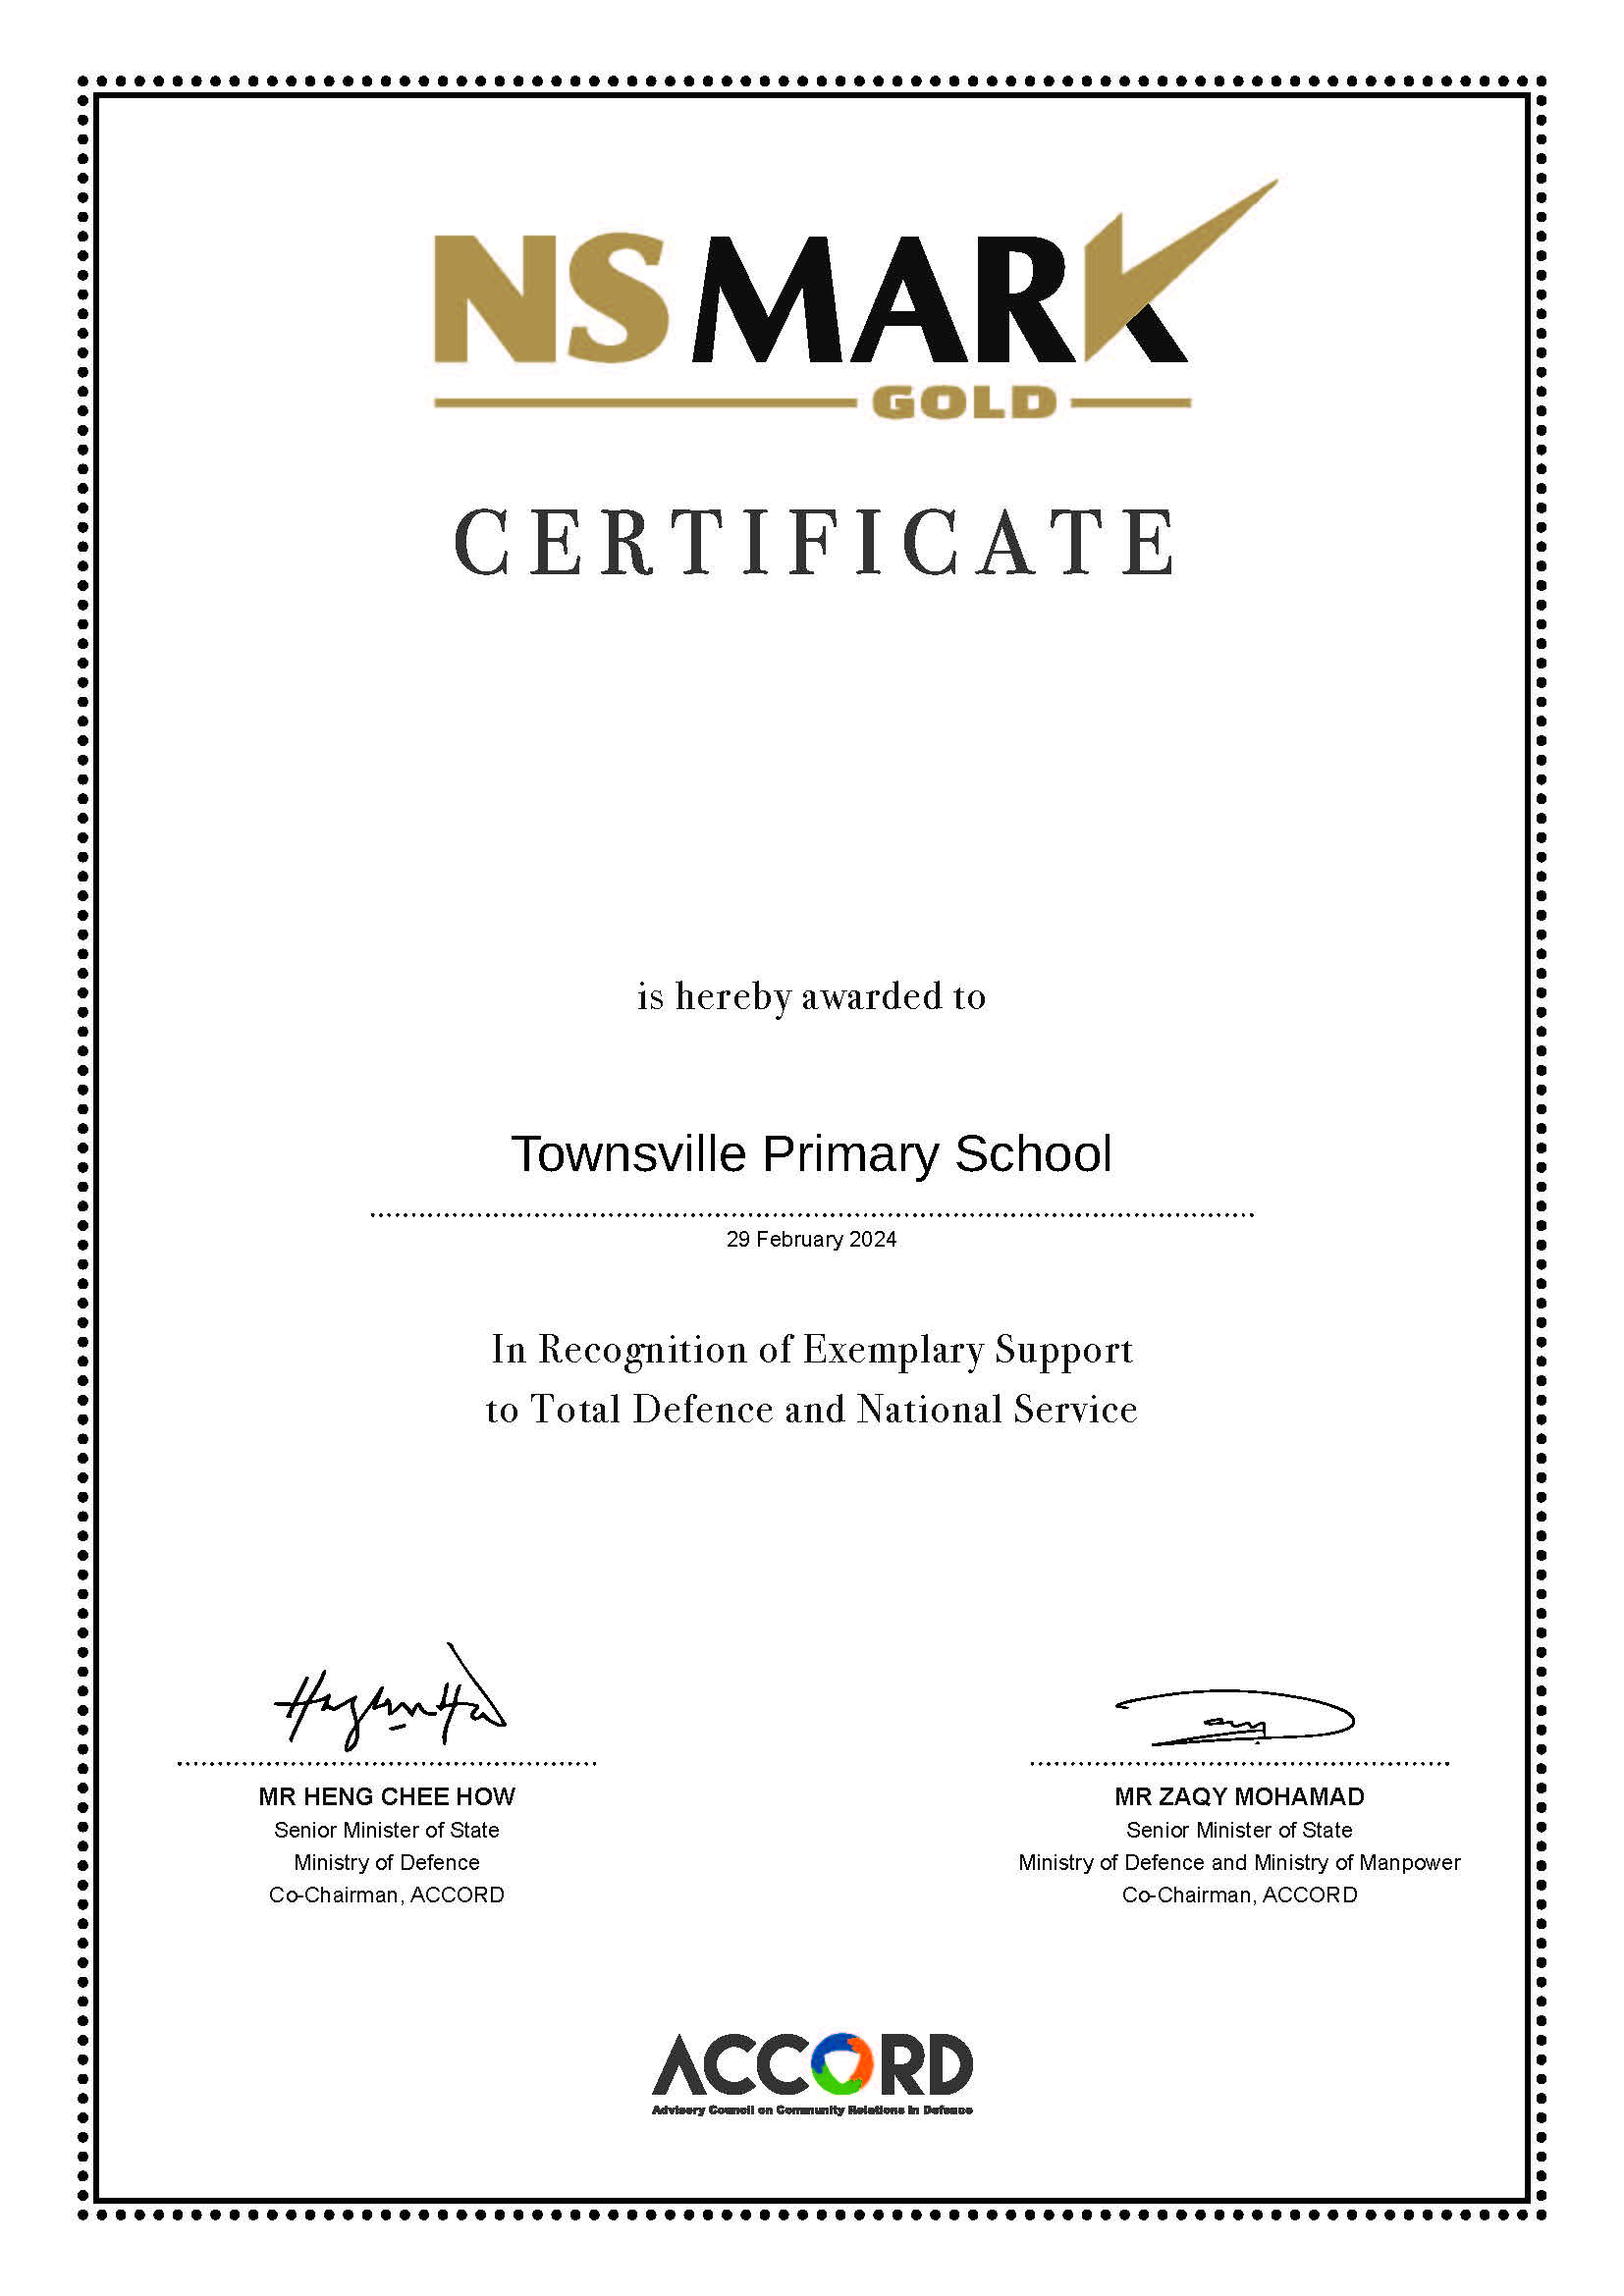 NS MARK
GOLD
CERTIFICATE
is hereby awarded to
Townsville Primary School
29 February 2024
In Recognition of Exemplary Support
to Total Defence and National Service
MR HENG CHEE HOW
Senior Minister of State
Ministry of Defence
Co-Chairman, ACCORD
MR ZAQY MOHAMAD
Senior Minister of State
Ministry of Defence and Ministry of Manpower
Co-Chairman, ACCORD
ACCORD
Advisory Council on Community Relations in Defence